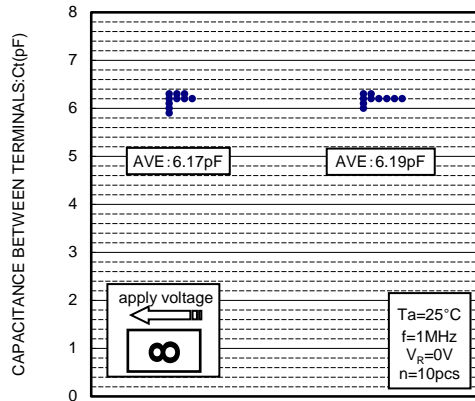 CAPACITANCE BETWEEN TERMINALS:Ct(pF)
8
7
6
5
4
3
2
1
0
AVE:6.17pF
AVE:6.19pF
apply voltage
8
Ta=25°C
f=1MHz
VR=0V
n=10pcs